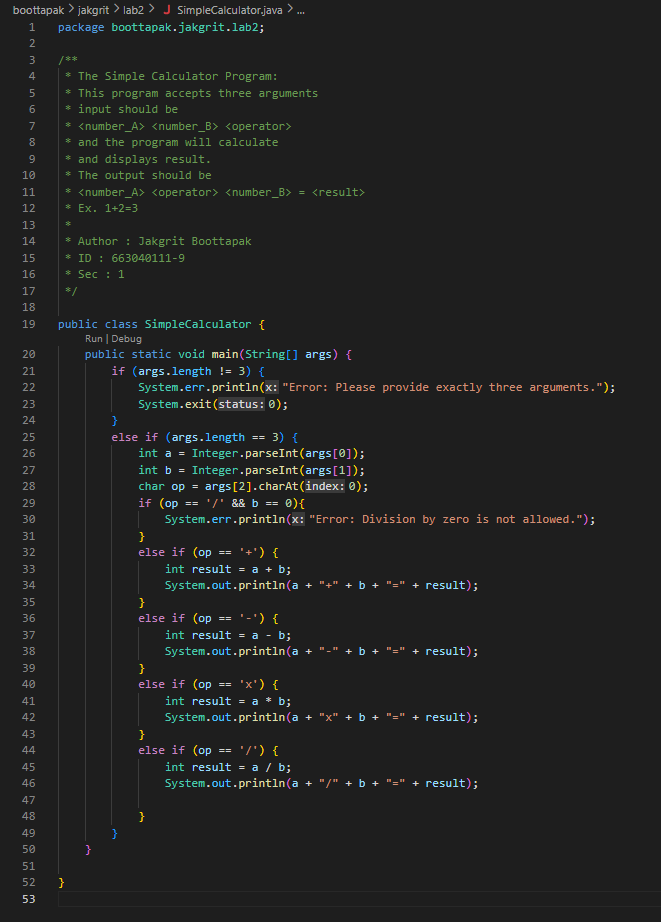 boottapak > jakgrit > lab2 > J SimpleCalculator.java > ...
1 package boottapak.jakgrit.lab2;
2
3 /**
4  * The Simple Calculator Program:
5  * This program accepts three arguments
6  * input should be
7  * <number_A> <number_B> <operator>
8  * and the program will calculate
9  * and displays result.
10  * The output should be
11  * <number_A> <operator> <number_B> = <result>
12  * Ex. 1+2=3
13  *
14  * Author : Jakgrit Boottapak
15  * ID : 663040111-9
16  * Sec : 1
17  */
18
19 public class SimpleCalculator {
Run | Debug
20     public static void main(String[] args) {
21         if (args.length != 3) {
22             System.err.println(x: "Error: Please provide exactly three arguments.");
23             System.exit(status: 0);
24         }
25         else if (args.length == 3) {
26             int a = Integer.parseInt(args[0]);
27             int b = Integer.parseInt(args[1]);
28             char op = args[2].charAt(index: 0);
29             if (op == '/' && b == 0){
30                 System.err.println(x: "Error: Division by zero is not allowed.");
31             }
32             else if (op == '+') {
33                 int result = a + b;
34                 System.out.println(a + "+" + b + "=" + result);
35             }
36             else if (op == '-') {
37                 int result = a - b;
38                 System.out.println(a + "-" + b + "=" + result);
39             }
40             else if (op == 'x') {
41                 int result = a * b;
42                 System.out.println(a + "x" + b + "=" + result);
43             }
44             else if (op == '/') {
45                 int result = a / b;
46                 System.out.println(a + "/" + b + "=" + result);
47
48             }
49         }
50     }
51
52 }
53